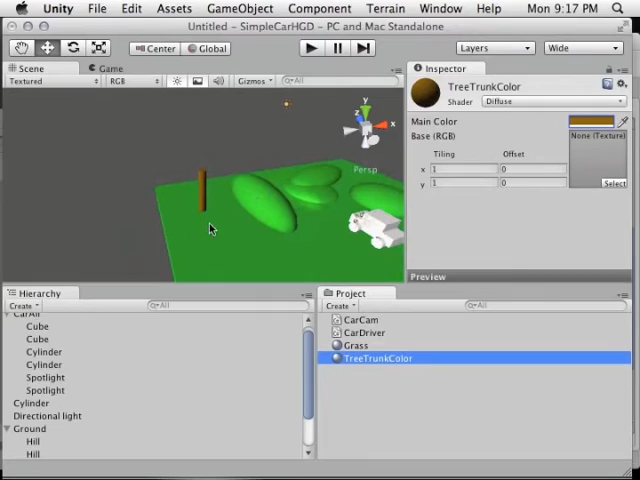 Unity File Edit Assets GameObject Component Terrain Window Help Mon 9:17 PM
Untitled - SimpleCarHGD - PC and Mac Standalone
Center Global Layers Wide
Scene Game Inspector
Textured RGB Gizmos All
TreeTrunkColor
Shader Diffuse
y
z
x
Main Color
Base (RGB) None (Texture)
Tiling Offset
Persp
x 1 0
y 1 0 Select
Preview
Hierarchy Project
Create All Create All
CarAll
Cube
Cube
Cylinder
Cylinder
Spotlight
Spotlight
Cylinder
Directional light
Ground
Hill
Hill
CarCam
CarDriver
Grass
TreeTrunkColor